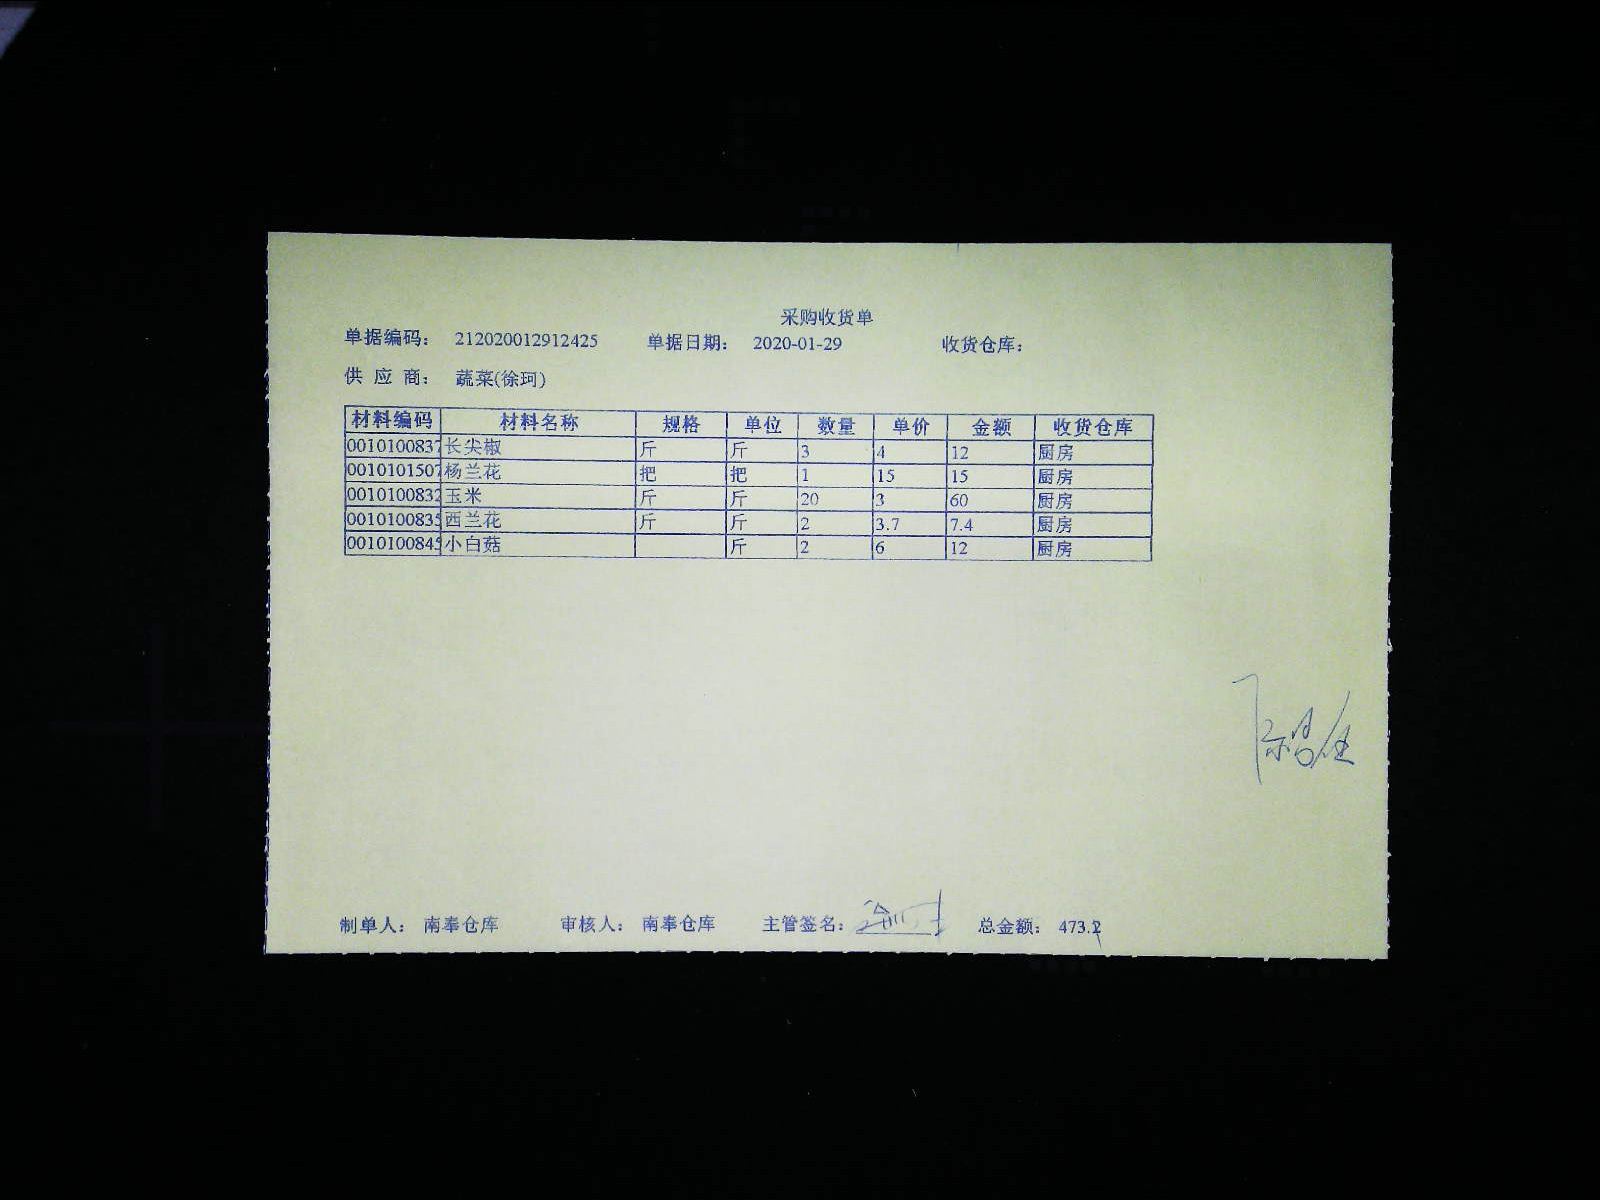 采购收货单
单据编码： 212020012912425 单据日期： 2020-01-29 收货仓库：
供 应 商： 蔬菜(徐珂)
材料编码 材料名称 规格 单位 数量 单价 金额 收货仓库
0010100837 长尖椒 斤 斤 3 4 12 厨房
0010101507 杨兰花 把 把 1 15 15 厨房
0010100832 玉米 斤 斤 20 3 60 厨房
0010100835 西兰花 斤 斤 2 3.7 7.4 厨房
0010100845 小白菇 斤 2 6 12 厨房
制单人： 南奉仓库 审核人： 南奉仓库 主管签名： 总金额： 473.2